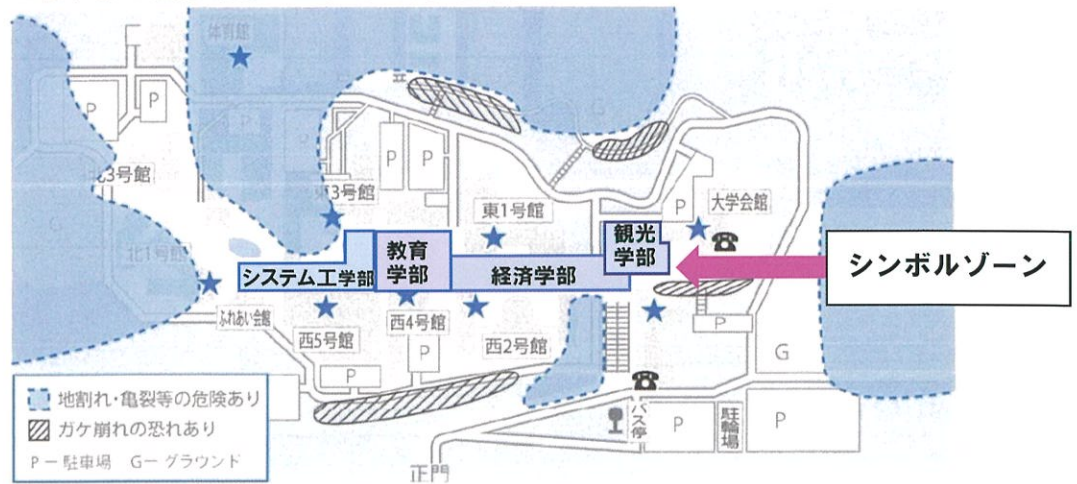 体育館
P
P
P
北3号館
東3号館
P
P
G
東1号館
P
大学会館
北1号館
システム工学部
教育
学部
経済学部
観光
学部
シンボルゾーン
ふれあい会館
西5号館
西4号館
西2号館
P
P
P
G
地割れ・亀裂等の危険あり
ガケ崩れの恐れあり
P－駐車場 G－グラウンド
バス停
P
駐輪場
P
正門